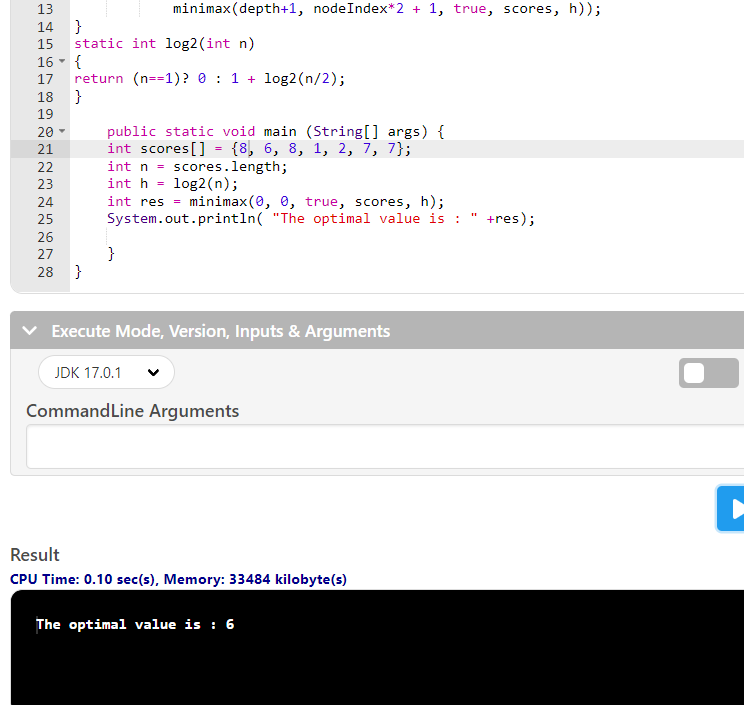 13 minimax(depth+1, nodeIndex*2 + 1, true, scores, h));
14 }
15 static int log2(int n)
16 {
17 return (n==1)? 0 : 1 + log2(n/2);
18 }
19
20 public static void main (String[] args) {
21 int scores[] = {8, 6, 8, 1, 2, 7, 7};
22 int n = scores.length;
23 int h = log2(n);
24 int res = minimax(0, 0, true, scores, h);
25 System.out.println( "The optimal value is : " +res);
26
27 }
28 }
Execute Mode, Version, Inputs & Arguments
JDK 17.0.1
CommandLine Arguments
Result
CPU Time: 0.10 sec(s), Memory: 33484 kilobyte(s)
The optimal value is : 6